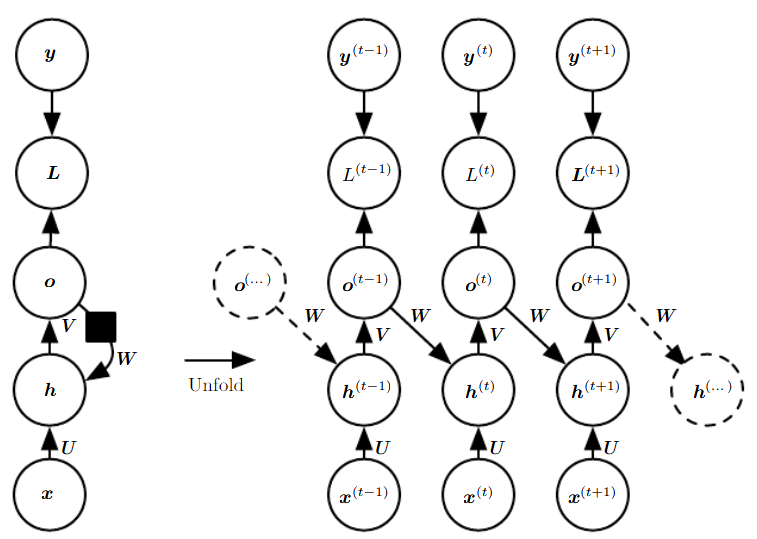 y y^(t−1) y^(t) y^(t+1)
L L^(t−1) L^(t) L^(t+1)
o o^(...) o^(t−1) o^(t) o^(t+1)
V W W W W W
V V V
h Unfold h^(t−1) h^(t) h^(t+1) h^(...)
U U U U
x x^(t−1) x^(t) x^(t+1)